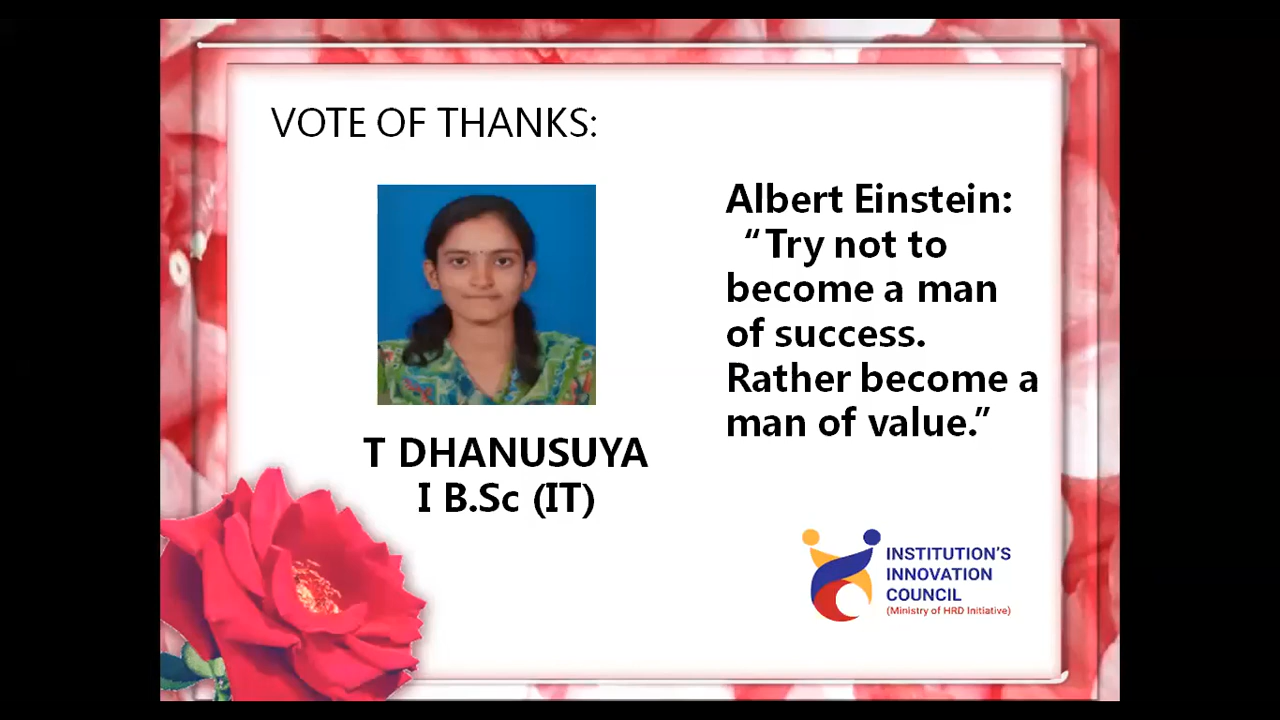 VOTE OF THANKS:
T DHANUSUYA
I B.Sc (IT)
Albert Einstein:
“Try not to
become a man
of success.
Rather become a
man of value.”
INSTITUTION'S
INNOVATION
COUNCIL
(Ministry of HRD Initiative)